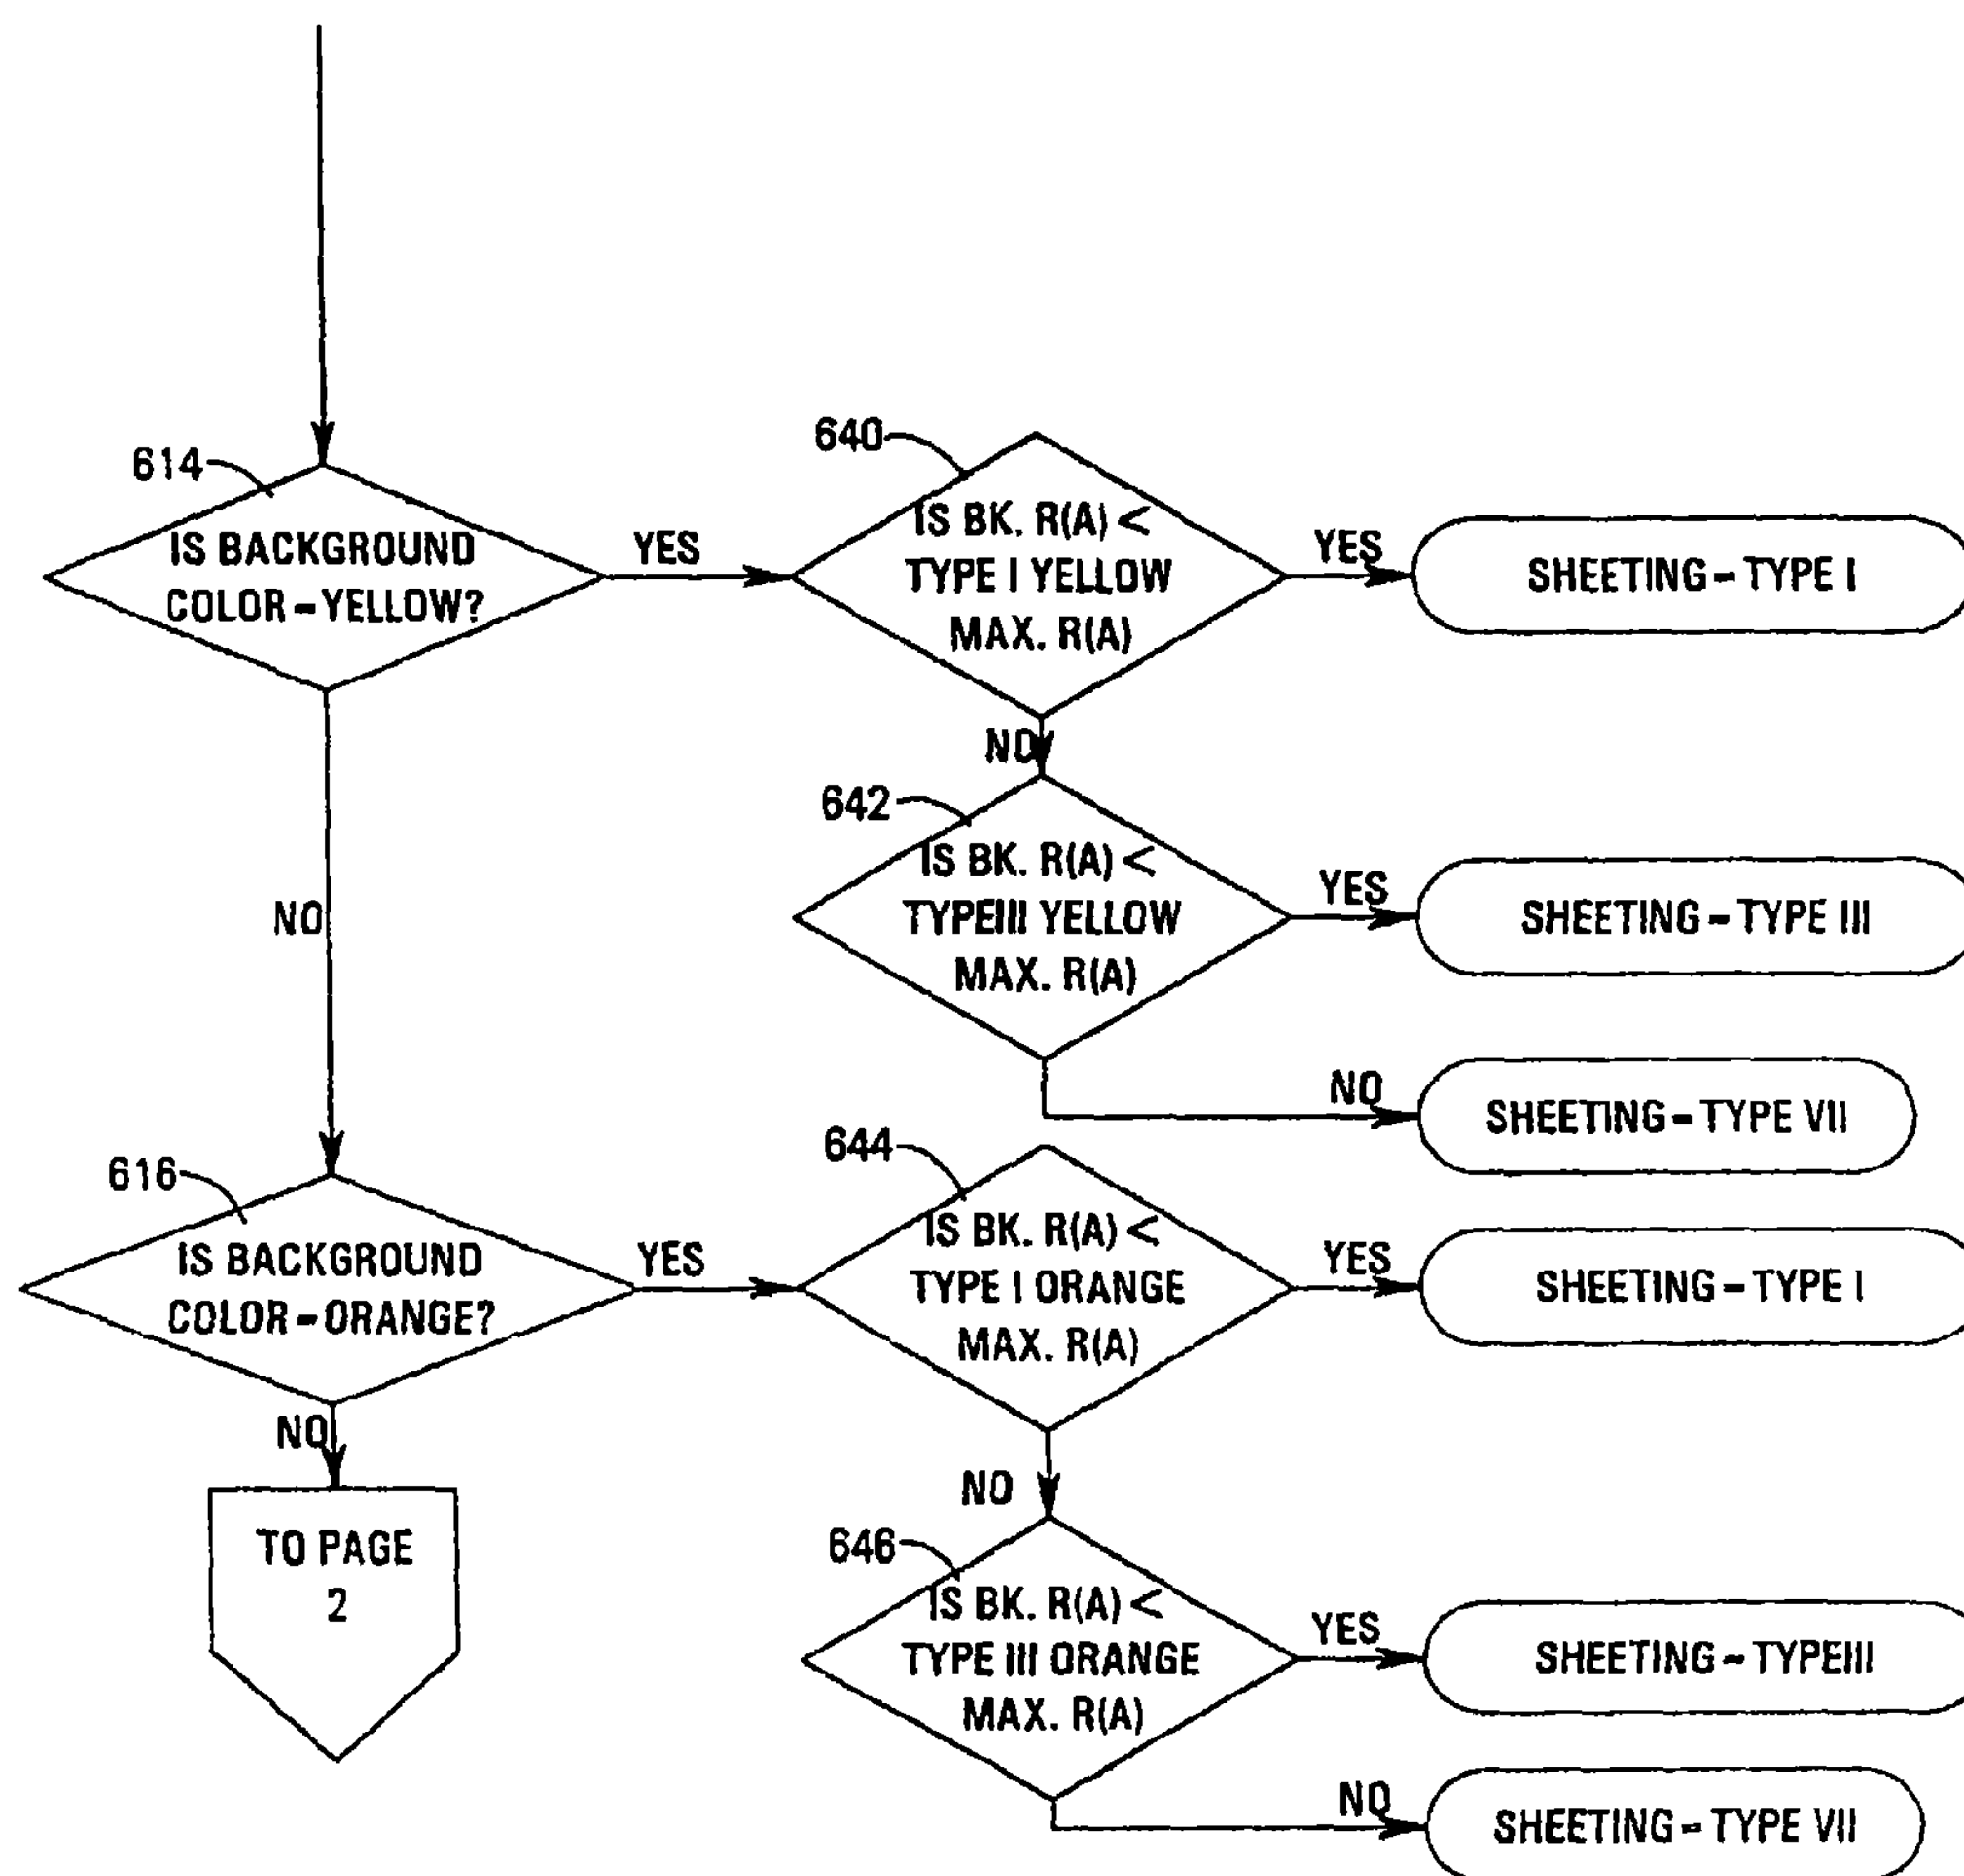 614
IS BACKGROUND
COLOR=YELLOW?
YES
640
IS BK. R(A) <
TYPE I YELLOW
MAX. R(A)
YES
SHEETING=TYPE I
NO
642
IS BK. R(A) <
TYPEIII YELLOW
MAX. R(A)
YES
SHEETING=TYPE III
NO
SHEETING=TYPE VII
NO
616
IS BACKGROUND
COLOR=ORANGE?
YES
644
IS BK. R(A) <
TYPE I ORANGE
MAX. R(A)
YES
SHEETING=TYPE I
NO
TO PAGE
2
NO
646
IS BK. R(A) <
TYPE III ORANGE
MAX. R(A)
YES
SHEETING=TYPEIII
NO
SHEETING=TYPE VII